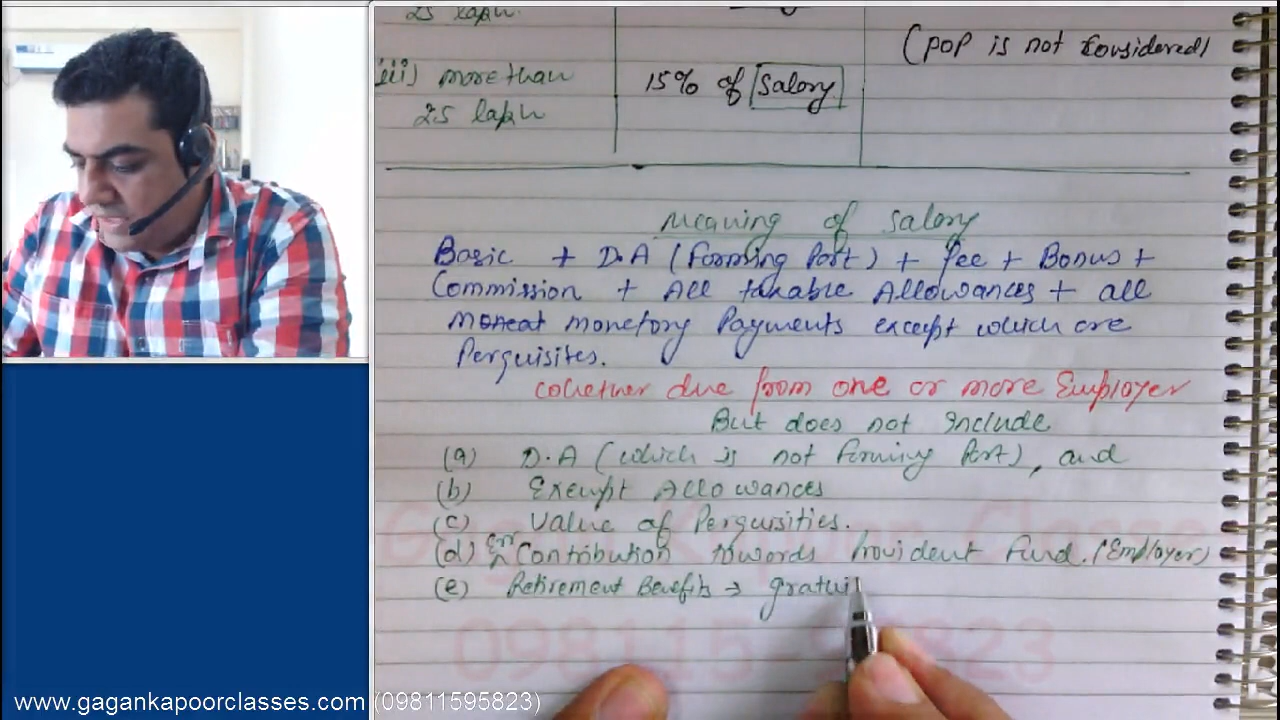 25 lakh
(POP is not Considered)
iii) more than
25 lakh
15% of Salary
Meaning of Salary
Basic + D.A (Forming Part) + Fee + Bonus +
Commission + All taxable Allowances + all
monetary Payments except which are
Perquisites.
Whether due from one or more Employer
But does not Include
(a) D.A (which is not forming Part), and
(b) Exempt Allowances
(c) Value of Perquisities.
(d) Contribution towards Provident Fund. (Employer)
(e) Retirement Benefits → gratui
Gagan Kapoor Classes
www.gagankapoorclasses.com (09811595823)